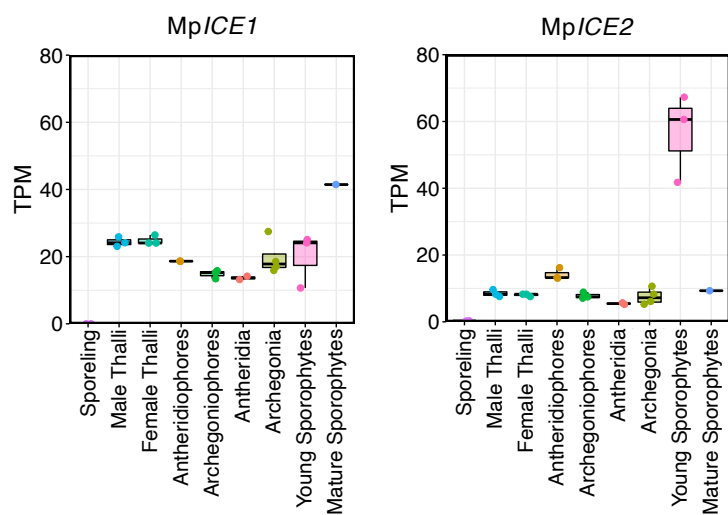 MpICE1
80
60
40
20
0
TPM
Sporeling
Male Thalli
Female Thalli
Antheridiophores
Archegoniophores
Antheridia
Archegonia
Young Sporophytes
Mature Sporophytes
MpICE2
80
60
40
20
0
TPM
Sporeling
Male Thalli
Female Thalli
Antheridiophores
Archegoniophores
Antheridia
Archegonia
Young Sporophytes
Mature Sporophytes